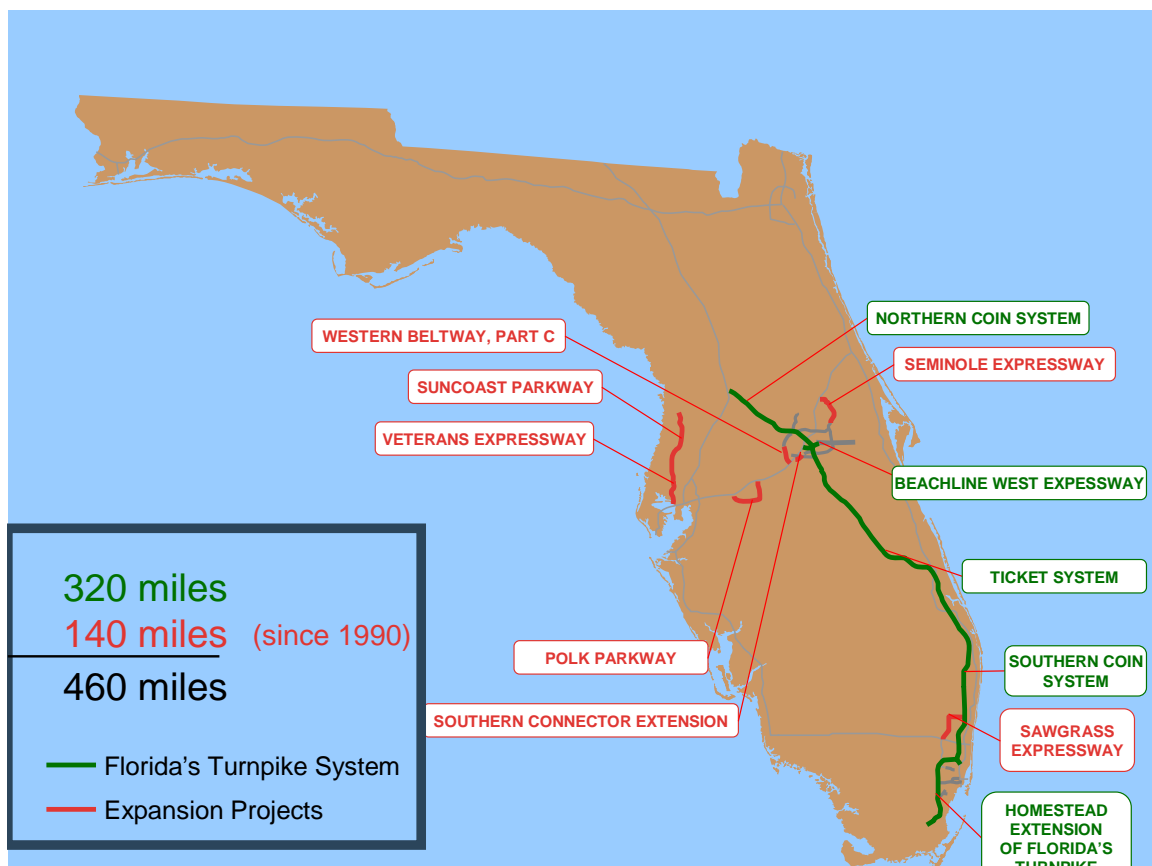 NORTHERN COIN SYSTEM
WESTERN BELTWAY, PART C
SEMINOLE EXPRESSWAY
SUNCOAST PARKWAY
VETERANS EXPRESSWAY
BEACHLINE WEST EXPESSWAY
TICKET SYSTEM
320 miles
140 miles (since 1990)
460 miles
POLK PARKWAY
SOUTHERN COIN
SYSTEM
SOUTHERN CONNECTOR EXTENSION
SAWGRASS
EXPRESSWAY
Florida’s Turnpike System
Expansion Projects
HOMESTEAD
EXTENSION
OF FLORIDA’S
TURNPIKE